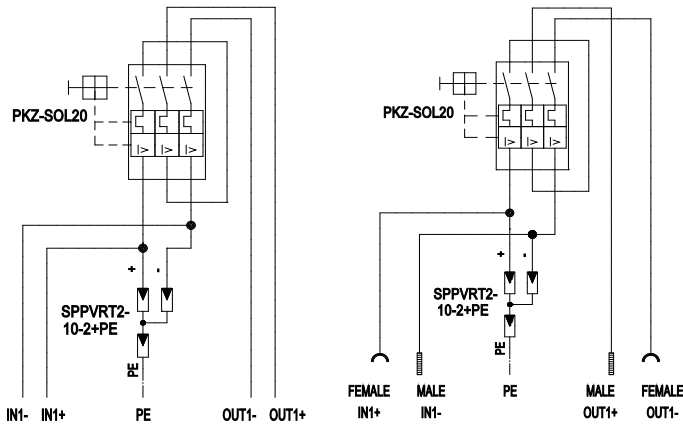 PKZ-SOL20
I> I> I>
+ -
SPPVRT2-
10-2+PE
PE
IN1- IN1+ PE OUT1- OUT1+
PKZ-SOL20
I> I> I>
+ -
SPPVRT2-
10-2+PE
PE
FEMALE MALE PE MALE FEMALE
IN1+ IN1- OUT1+ OUT1-